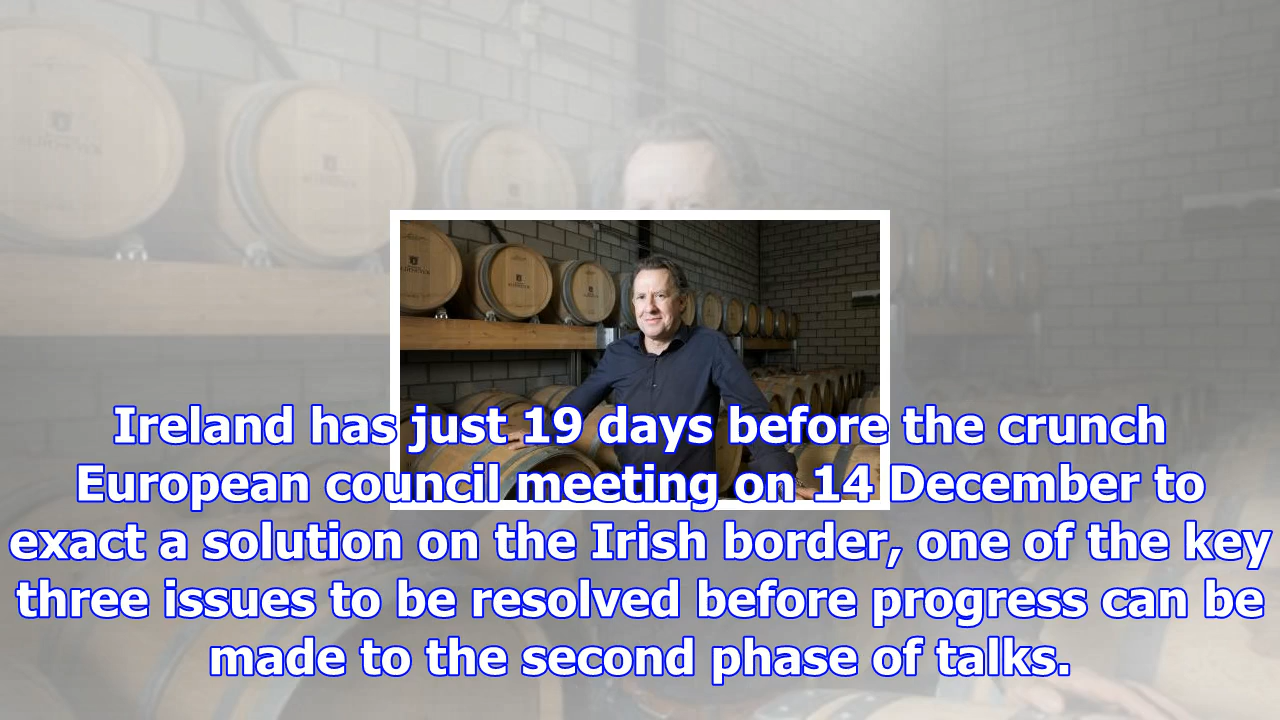 Ireland has just 19 days before the crunch
European council meeting on 14 December to
exact a solution on the Irish border, one of the key
three issues to be resolved before progress can be
made to the second phase of talks.